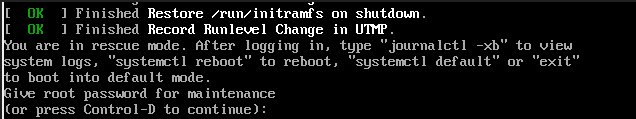 [  OK  ] Finished Restore /run/initramfs on shutdown.
[  OK  ] Finished Record Runlevel Change in UTMP.
You are in rescue mode. After logging in, type "journalctl -xb" to view
system logs, "systemctl reboot" to reboot, "systemctl default" or "exit"
to boot into default mode.
Give root password for maintenance
(or press Control-D to continue):